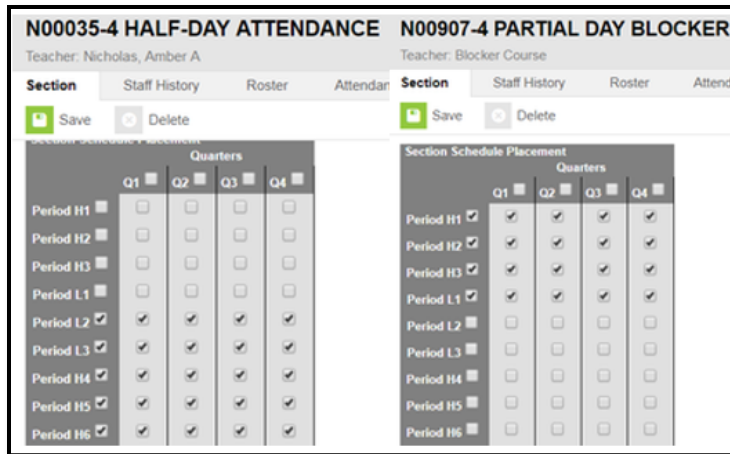 N00035-4 HALF-DAY ATTENDANCE
Teacher: Nicholas, Amber A
Section Staff History Roster Attendan
Save Delete
Section Schedule Placement
Quarters
Q1 Q2 Q3 Q4
Period H1
Period H2
Period H3
Period L1
Period L2
Period L3
Period H4
Period H5
Period H6
N00907-4 PARTIAL DAY BLOCKER
Teacher: Blocker Course
Section Staff History Roster Attend
Save Delete
Section Schedule Placement
Quarters
Q1 Q2 Q3 Q4
Period H1
Period H2
Period H3
Period L1
Period L2
Period L3
Period H4
Period H5
Period H6